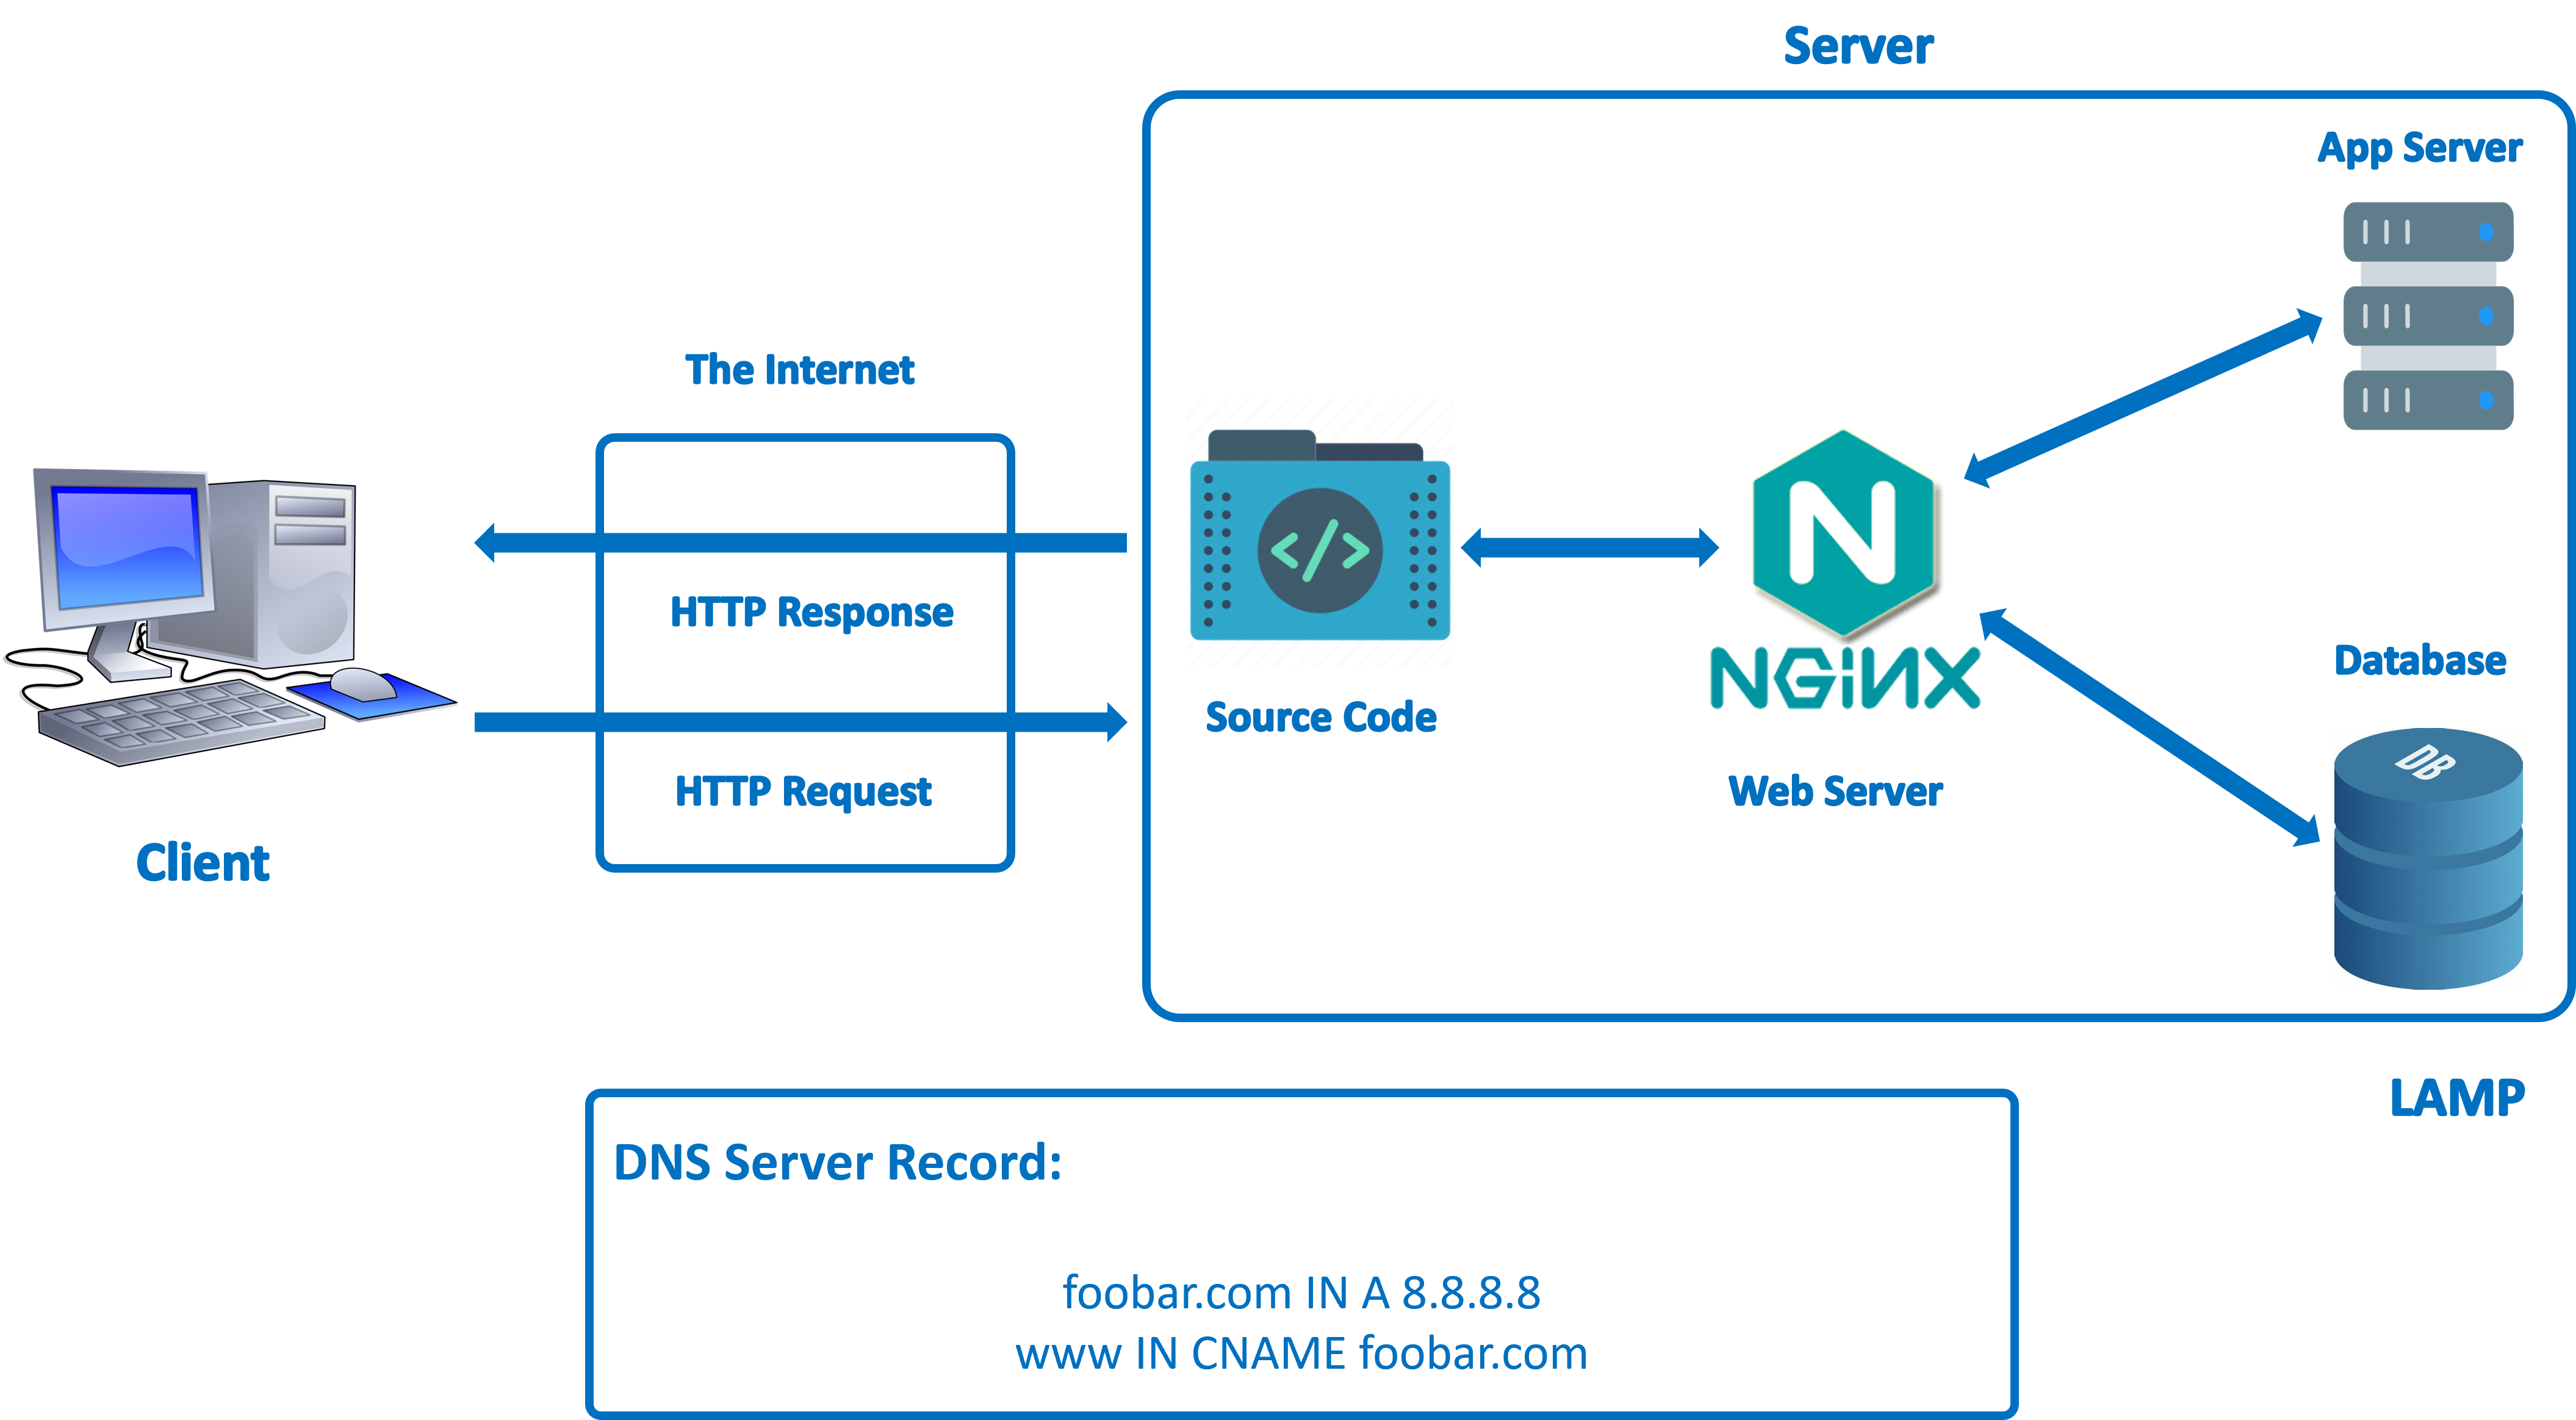 Server
App Server
The Internet
HTTP Response
HTTP Request
Client
Source Code
NGINX
Web Server
Database
DB
LAMP
DNS Server Record:
foobar.com IN A 8.8.8.8
www IN CNAME foobar.com